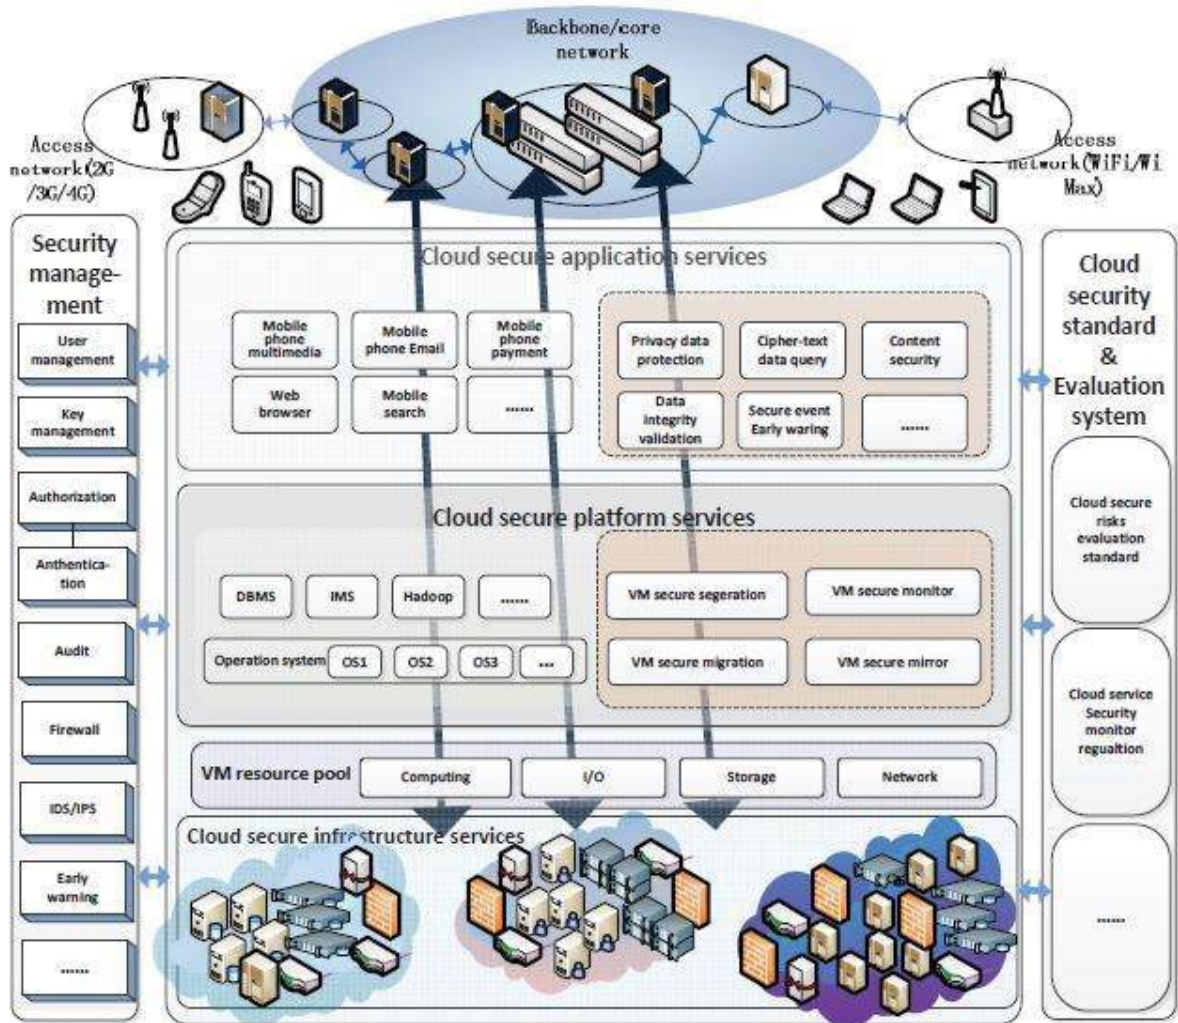 Backbone/core
network
Access
network(2G
/3G/4G)
Access
network(WiFi/Wi
Max)
Security
manage-
ment
User
management
Key
management
Authorization
Anthentica-
tion
Audit
Firewall
IDS/IPS
Early
warning
......
Cloud secure application services
Mobile
phone
multimedia
Mobile
phone Email
Mobile
phone
payment
Web
browser
Mobile
search
......
Privacy data
protection
Cipher-text
data query
Content
security
Data
integrity
validation
Secure event
Early waring
......
Cloud secure platform services
DBMS
IMS
Hadoop
......
Operation system
OS1
OS2
OS3
...
VM secure segeration
VM secure monitor
VM secure migration
VM secure mirror
VM resource pool
Computing
I/O
Storage
Network
Cloud secure infrastructure services
Cloud
security
standard
&
Evaluation
system
Cloud secure
risks
evaluation
standard
Cloud service
Security
monitor
regualtion
......